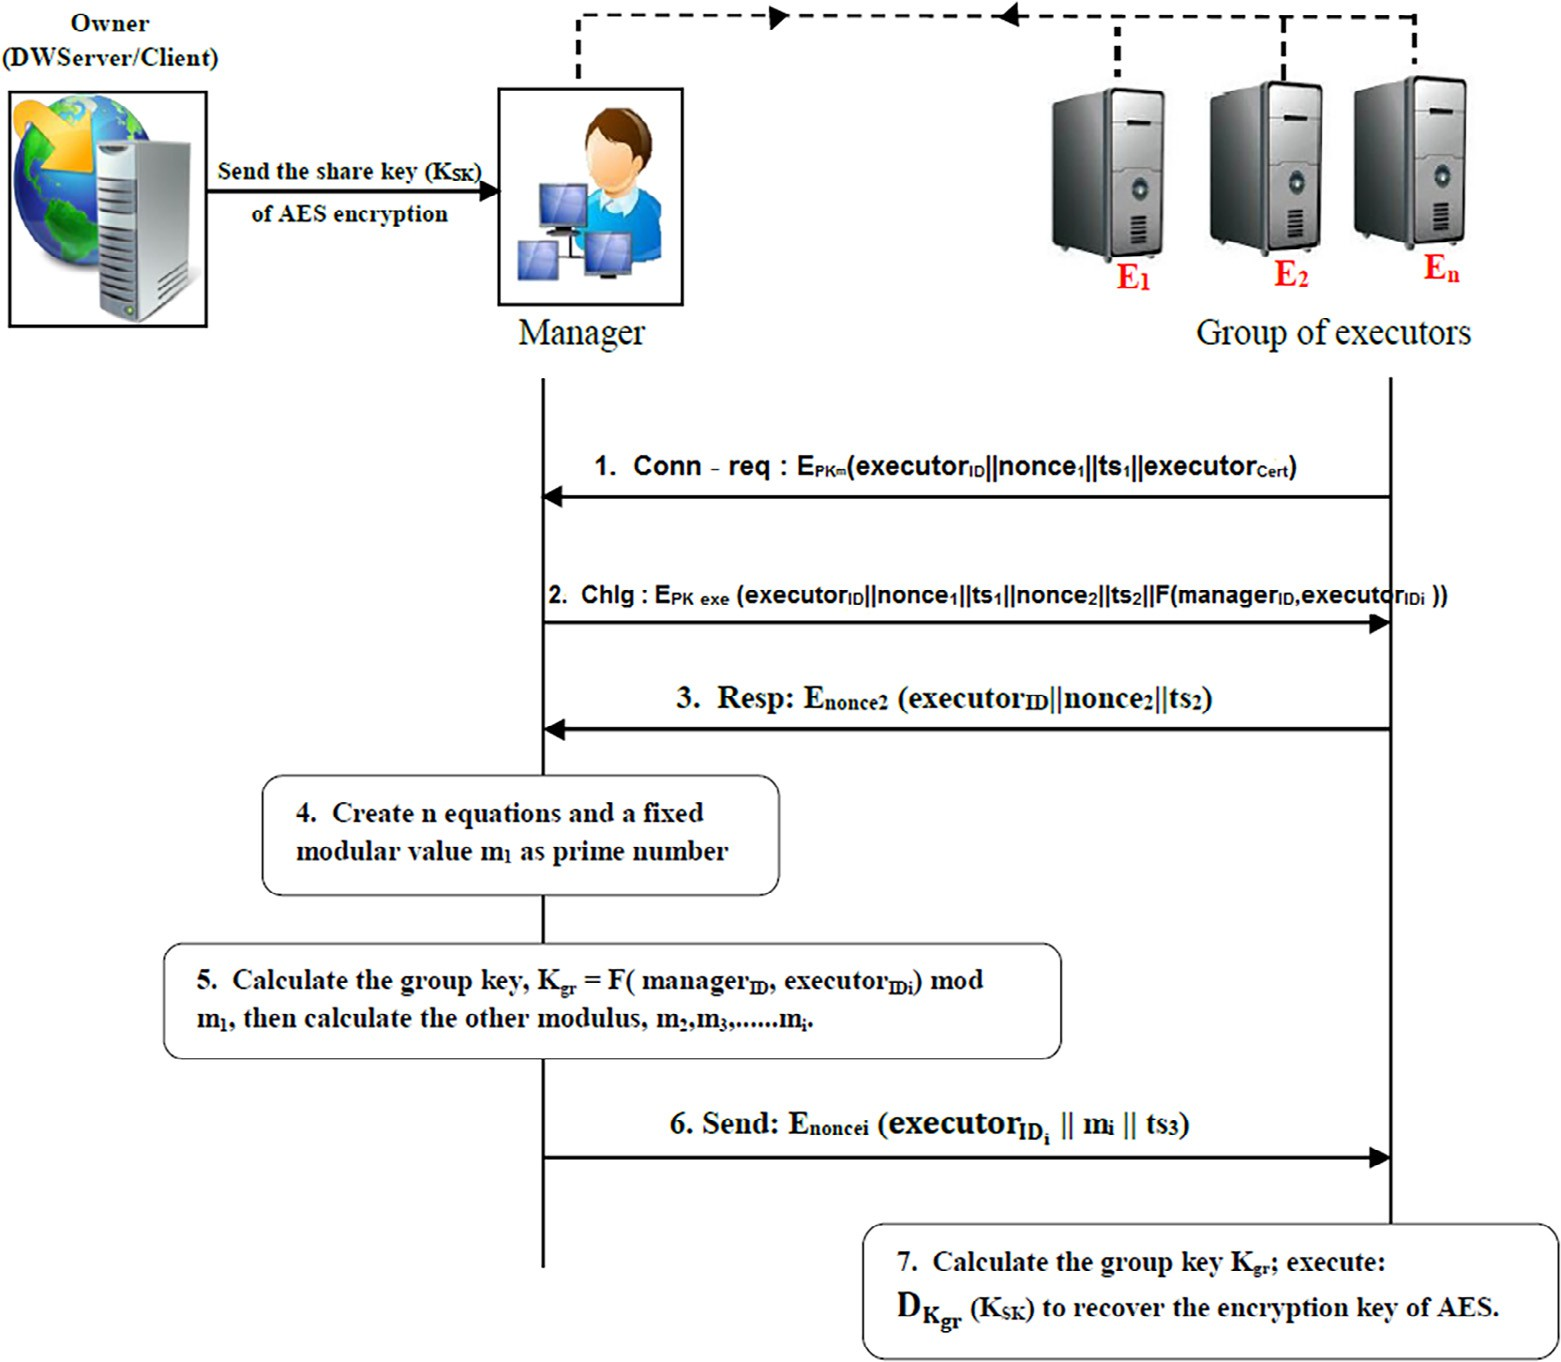 Owner
(DWServer/Client)
Send the share key (KSK)
of AES encryption
E1
E2
En
Manager
Group of executors
1. Conn - req : EPKm(executorID||nonce1||ts1||executorCert)
2. Chlg : EPK exe (executorID||nonce1||ts1||nonce2||ts2||F(managerID,executorIDi ))
3. Resp: Enonce2 (executorID||nonce2||ts2)
4. Create n equations and a fixed
modular value m1 as prime number
5. Calculate the group key, Kgr = F( managerID, executorIDi) mod
m1, then calculate the other modulus, m2,m3,......mi.
6. Send: Enoncei (executorIDi || mi || ts3)
7. Calculate the group key Kgr; execute:
DKgr (KSK) to recover the encryption key of AES.